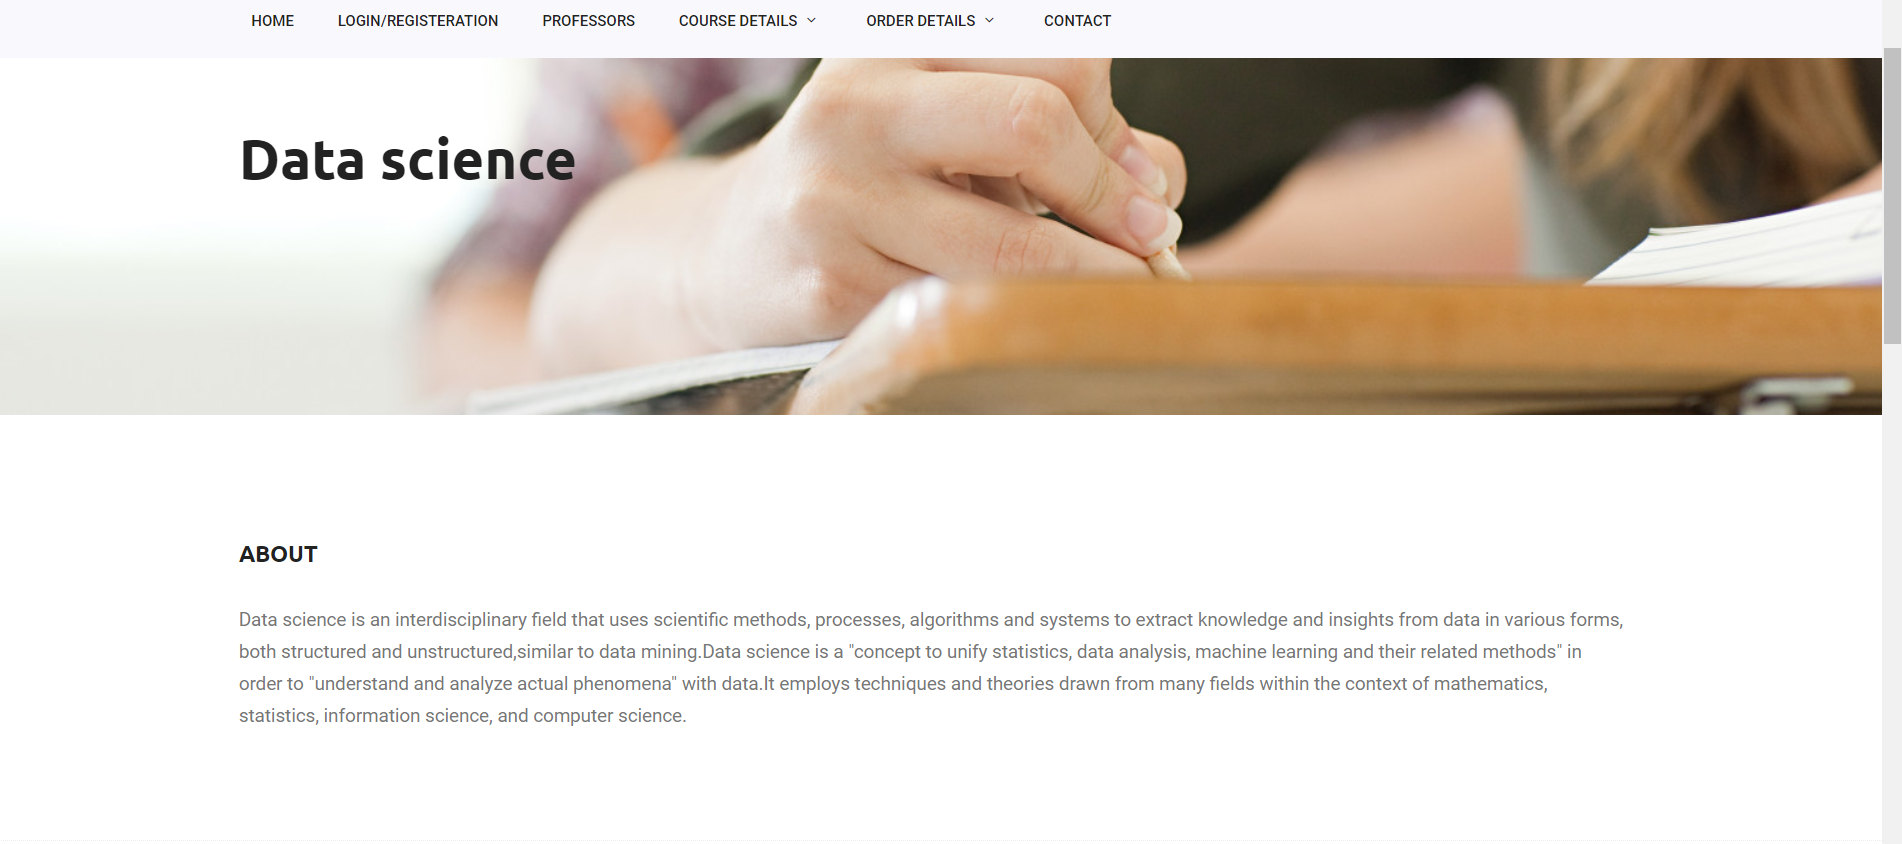 HOME LOGIN/REGISTERATION PROFESSORS COURSE DETAILS ORDER DETAILS CONTACT
Data science
ABOUT
Data science is an interdisciplinary field that uses scientific methods, processes, algorithms and systems to extract knowledge and insights from data in various forms,
both structured and unstructured,similar to data mining.Data science is a "concept to unify statistics, data analysis, machine learning and their related methods" in
order to "understand and analyze actual phenomena" with data.It employs techniques and theories drawn from many fields within the context of mathematics,
statistics, information science, and computer science.